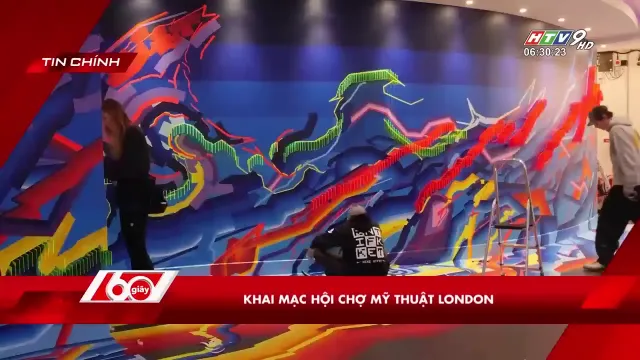 TIN CHÍNH
HTV9 HD
06:30:23
60 giây
KHAI MẠC HỘI CHỢ MỸ THUẬT LONDON